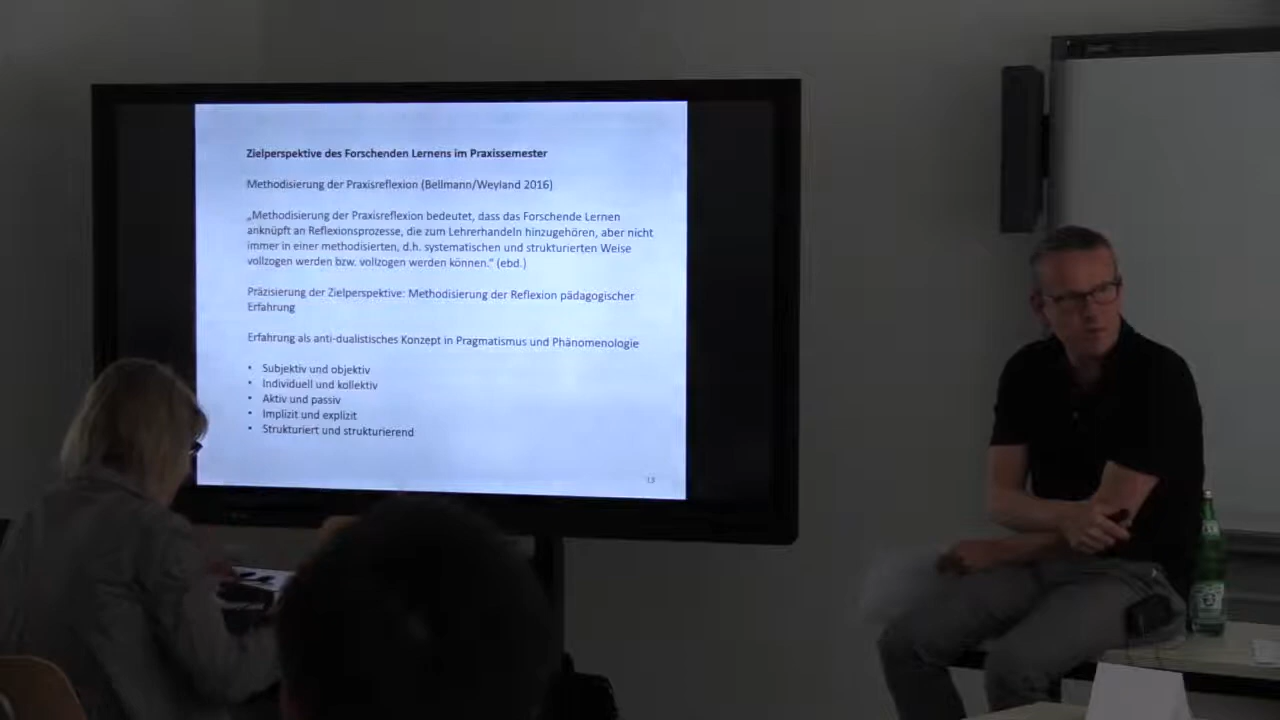 Zielperspektive des Forschenden Lernens im Praxissemester
Methodisierung der Praxisreflexion (Bellmann/Weyland 2016)
„Methodisierung der Praxisreflexion bedeutet, dass das Forschende Lernen
anknüpft an Reflexionsprozesse, die zum Lehrerhandeln hinzugehören, aber nicht
immer in einer methodisierten, d.h. systematischen und strukturierten Weise
vollzogen werden bzw. vollzogen werden können.“ (ebd.)
Präzisierung der Zielperspektive: Methodisierung der Reflexion pädagogischer
Erfahrung
Erfahrung als anti-dualistisches Konzept in Pragmatismus und Phänomenologie
• Subjektiv und objektiv
• Individuell und kollektiv
• Aktiv und passiv
• Implizit und explizit
• Strukturiert und strukturierend
13